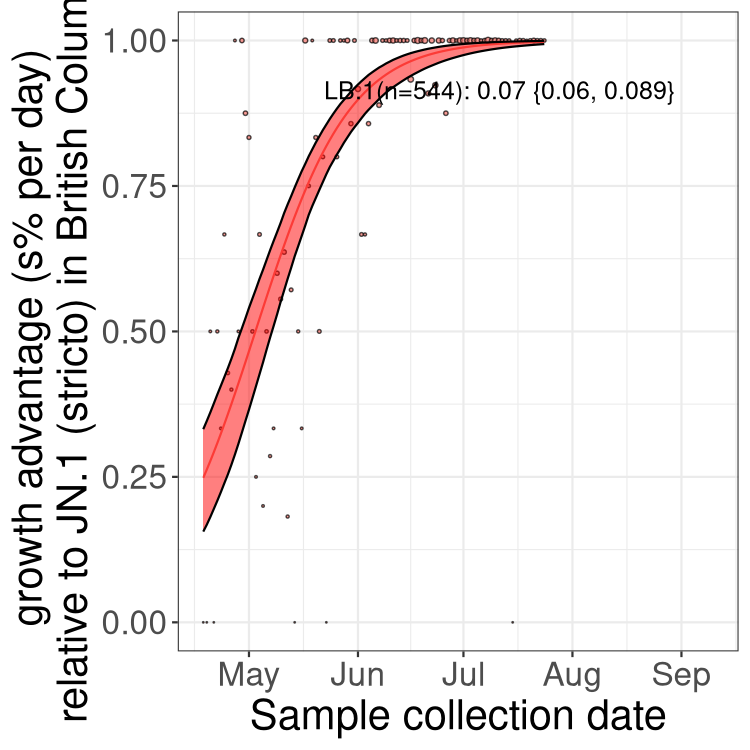 growth advantage (s% per day)
relative to JN.1 (stricto) in British Colum
1.00
0.75
0.50
0.25
0.00
LB.1(n=544): 0.07 {0.06, 0.089}
May Jun Jul Aug Sep
Sample collection date